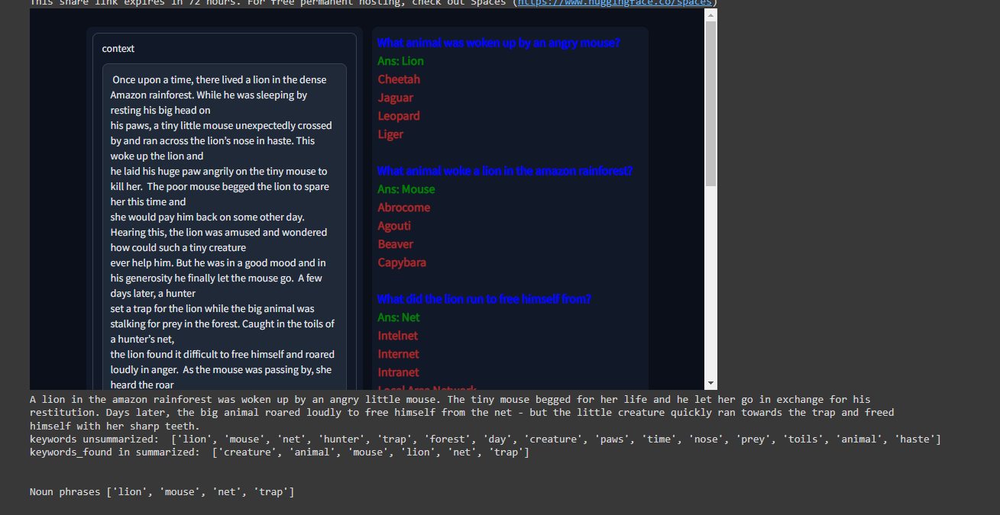 This share link expires in 72 hours. For free permanent hosting, check out Spaces (https://www.huggingface.co/spaces)
context
Once upon a time, there lived a lion in the dense
Amazon rainforest. While he was sleeping by
resting his big head on
his paws, a tiny little mouse unexpectedly crossed
by and ran across the lion’s nose in haste. This
woke up the lion and
he laid his huge paw angrily on the tiny mouse to
kill her.  The poor mouse begged the lion to spare
her this time and
she would pay him back on some other day.
Hearing this, the lion was amused and wondered
how could such a tiny creature
ever help him. But he was in a good mood and in
his generosity he finally let the mouse go.  A few
days later, a hunter
set a trap for the lion while the big animal was
stalking for prey in the forest. Caught in the toils of
a hunter’s net,
the lion found it difficult to free himself and roared
loudly in anger.  As the mouse was passing by, she
heard the roar
What animal was woken up by an angry mouse?
Ans: Lion
Cheetah
Jaguar
Leopard
Liger
What animal woke a lion in the amazon rainforest?
Ans: Mouse
Abrocome
Agouti
Beaver
Capybara
What did the lion run to free himself from?
Ans: Net
Intelnet
Internet
Intranet
Local Area Network
A lion in the amazon rainforest was woken up by an angry little mouse. The tiny mouse begged for her life and he let her go in exchange for his
restitution. Days later, the big animal roared loudly to free himself from the net - but the little creature quickly ran towards the trap and freed
himself with her sharp teeth.
keywords unsummarized:  ['lion', 'mouse', 'net', 'hunter', 'trap', 'forest', 'day', 'creature', 'paws', 'time', 'nose', 'prey', 'toils', 'animal', 'haste']
keywords_found in summarized:  ['creature', 'animal', 'mouse', 'lion', 'net', 'trap']
Noun phrases ['lion', 'mouse', 'net', 'trap']